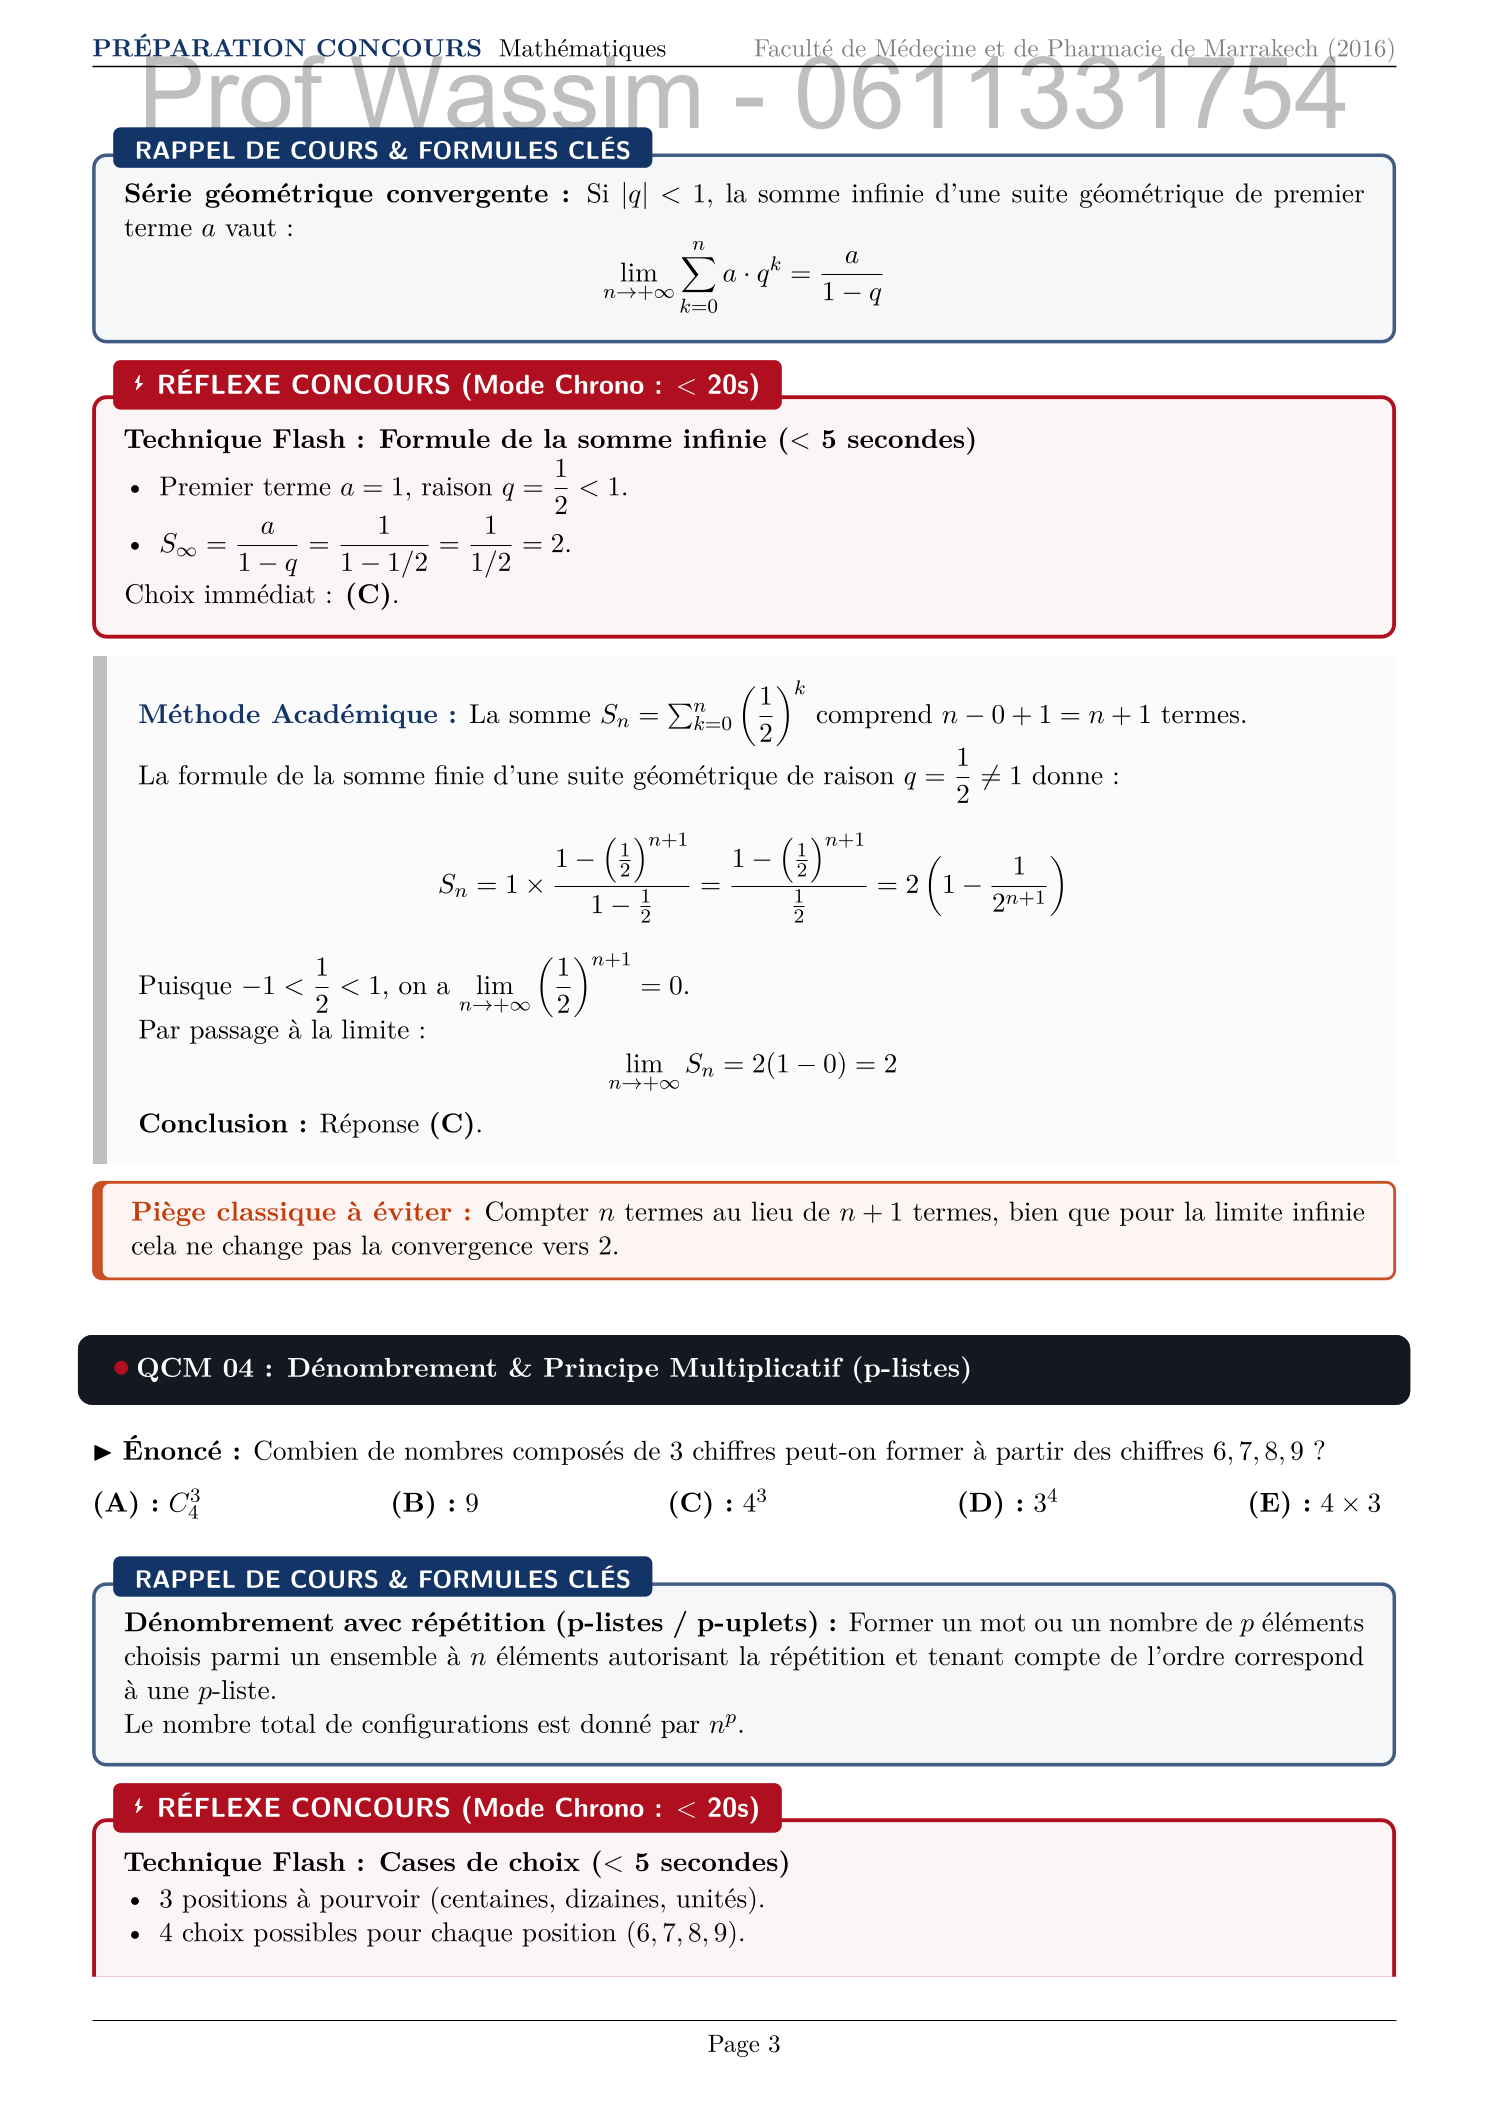 PRÉPARATION CONCOURS Mathématiques Faculté de Médecine et de Pharmacie de Marrakech (2016)
Prof Wassim - 0611331754
RAPPEL DE COURS & FORMULES CLÉS
Série géométrique convergente : Si |q| < 1, la somme infinie d'une suite géométrique de premier
terme a vaut :
lim_{n→+∞} ∑_{k=0}^{n} a · q^k = a/(1 − q)
RÉFLEXE CONCOURS (Mode Chrono : < 20s)
Technique Flash : Formule de la somme infinie (< 5 secondes)
• Premier terme a = 1, raison q = 1/2 < 1.
• S_∞ = a/(1 − q) = 1/(1 − 1/2) = 1/(1/2) = 2.
Choix immédiat : (C).
Méthode Académique : La somme S_n = ∑_{k=0}^{n} (1/2)^k comprend n − 0 + 1 = n + 1 termes.
La formule de la somme finie d'une suite géométrique de raison q = 1/2 ≠ 1 donne :
S_n = 1 × (1 − (1/2)^{n+1})/(1 − 1/2) = (1 − (1/2)^{n+1})/(1/2) = 2 (1 − 1/2^{n+1})
Puisque −1 < 1/2 < 1, on a lim_{n→+∞} (1/2)^{n+1} = 0.
Par passage à la limite :
lim_{n→+∞} S_n = 2(1 − 0) = 2
Conclusion : Réponse (C).
Piège classique à éviter : Compter n termes au lieu de n + 1 termes, bien que pour la limite infinie
cela ne change pas la convergence vers 2.
● QCM 04 : Dénombrement & Principe Multiplicatif (p-listes)
▶ Énoncé : Combien de nombres composés de 3 chiffres peut-on former à partir des chiffres 6, 7, 8, 9 ?
(A) : C_4^3 (B) : 9 (C) : 4^3 (D) : 3^4 (E) : 4 × 3
RAPPEL DE COURS & FORMULES CLÉS
Dénombrement avec répétition (p-listes / p-uplets) : Former un mot ou un nombre de p éléments
choisis parmi un ensemble à n éléments autorisant la répétition et tenant compte de l'ordre correspond
à une p-liste.
Le nombre total de configurations est donné par n^p.
RÉFLEXE CONCOURS (Mode Chrono : < 20s)
Technique Flash : Cases de choix (< 5 secondes)
• 3 positions à pourvoir (centaines, dizaines, unités).
• 4 choix possibles pour chaque position (6, 7, 8, 9).
Page 3